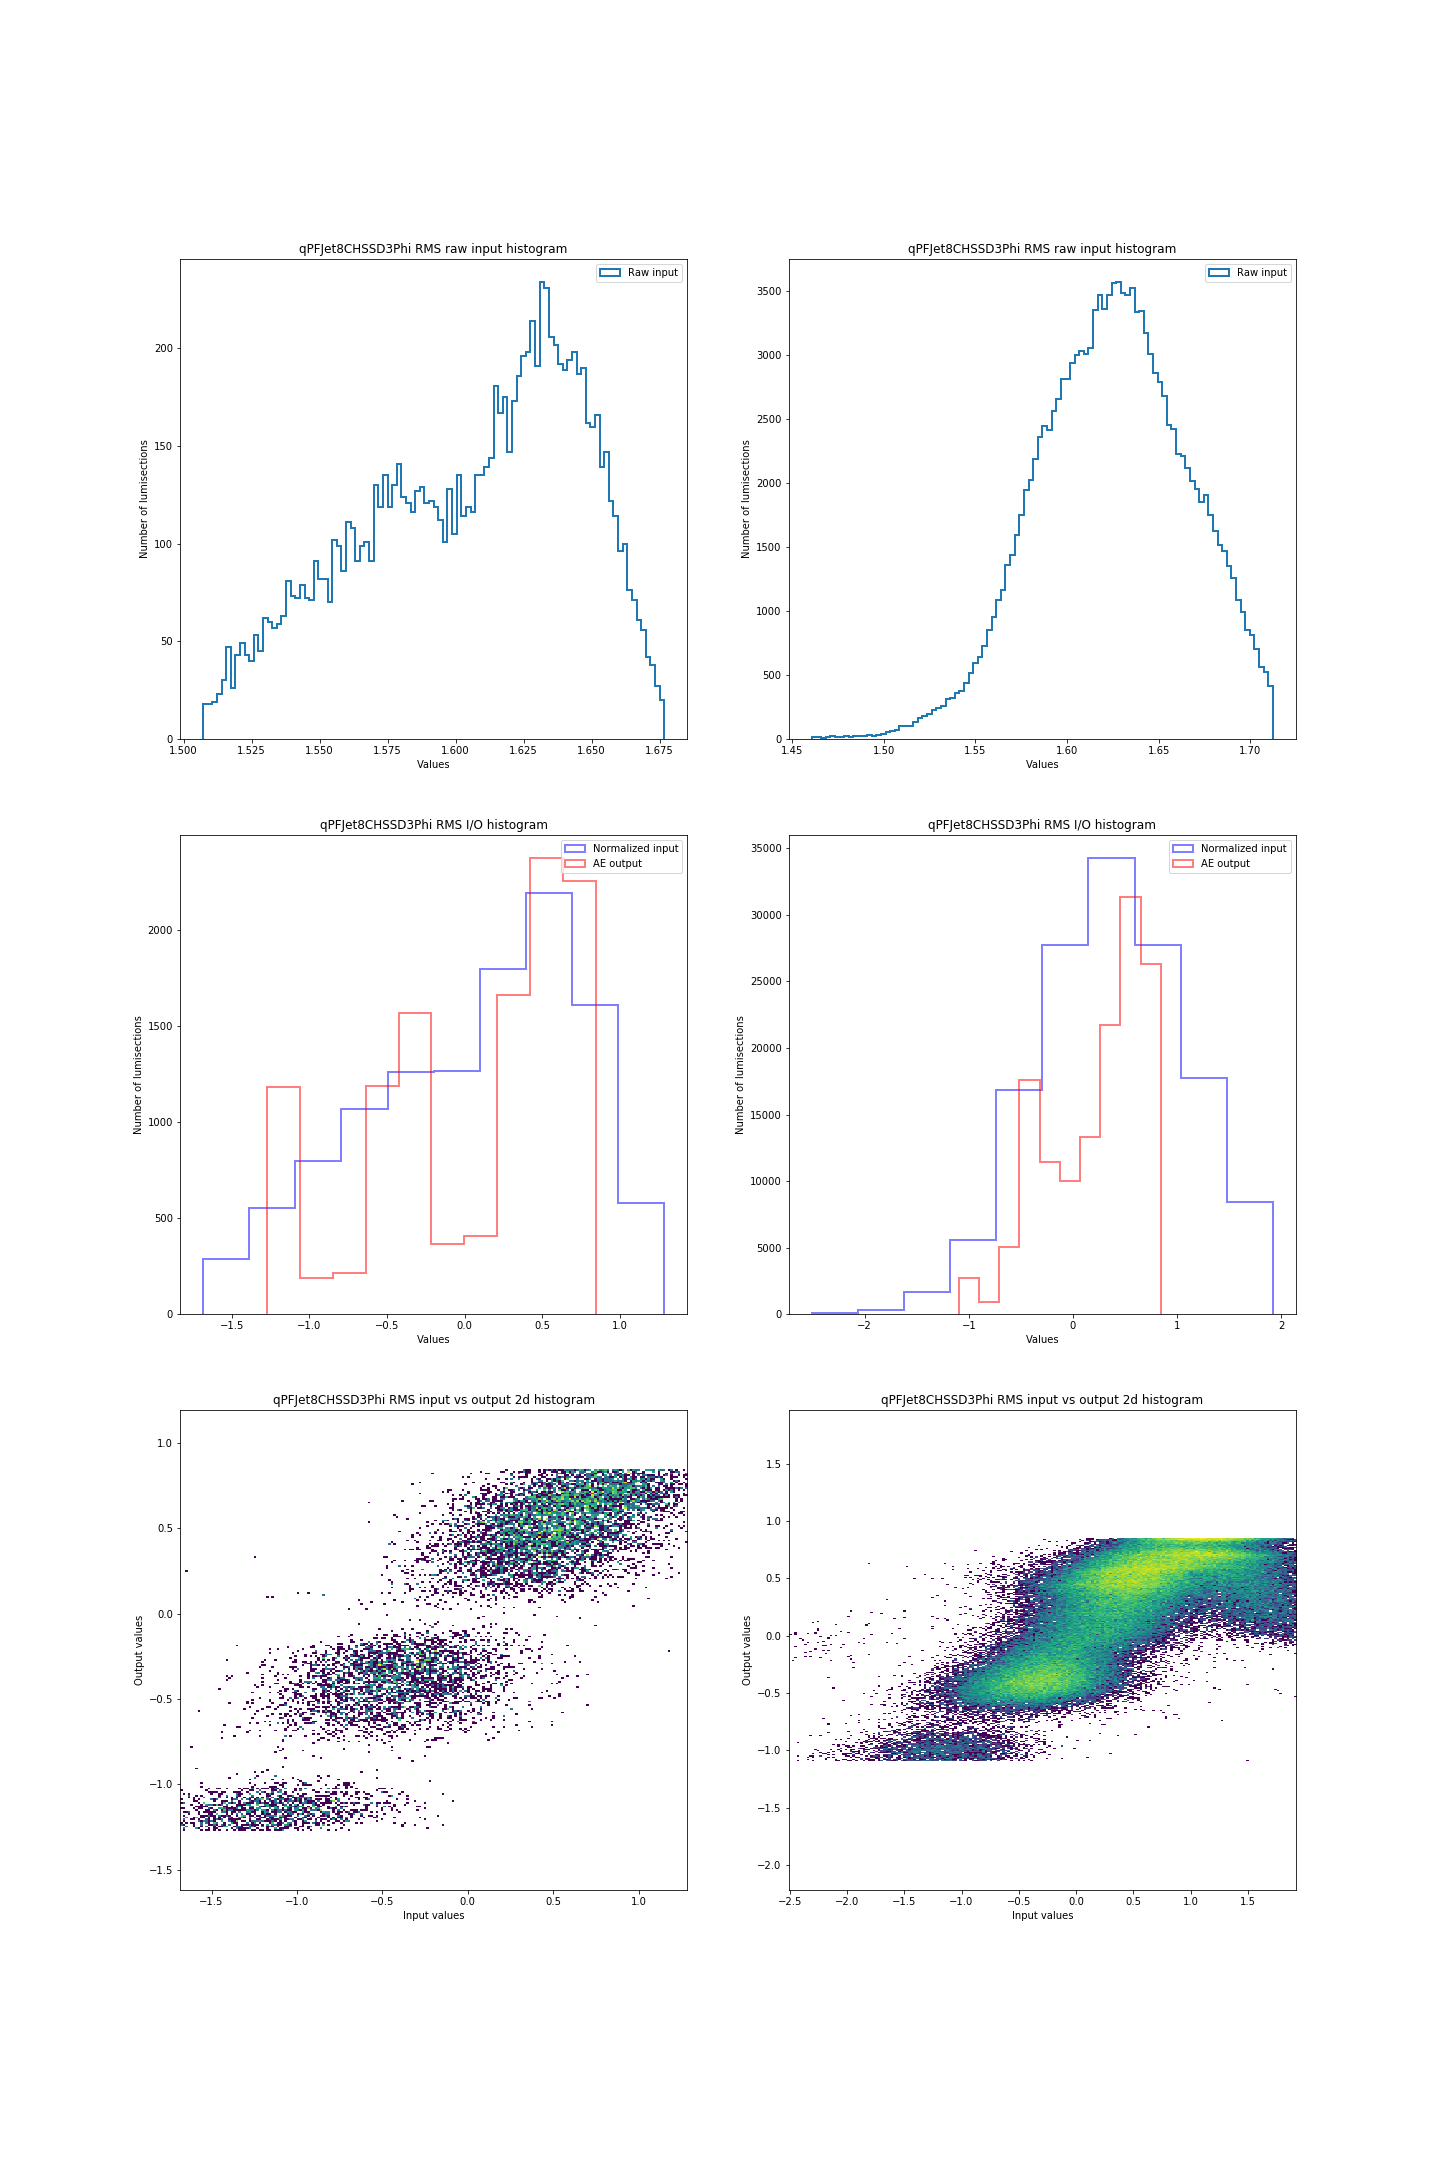 qPFJet8CHSSD3Phi RMS raw input histogram
Raw input
Number of lumisections
200
150
100
50
0
1.500 1.525 1.550 1.575 1.600 1.625 1.650 1.675
Values
qPFJet8CHSSD3Phi RMS raw input histogram
Raw input
Number of lumisections
3500
3000
2500
2000
1500
1000
500
0
1.45 1.50 1.55 1.60 1.65 1.70
Values
qPFJet8CHSSD3Phi RMS I/O histogram
Normalized input
AE output
Number of lumisections
2000
1500
1000
500
0
−1.5 −1.0 −0.5 0.0 0.5 1.0
Values
qPFJet8CHSSD3Phi RMS I/O histogram
Normalized input
AE output
Number of lumisections
35000
30000
25000
20000
15000
10000
5000
0
−2 −1 0 1 2
Values
qPFJet8CHSSD3Phi RMS input vs output 2d histogram
Output values
1.0
0.5
0.0
−0.5
−1.0
−1.5
−1.5 −1.0 −0.5 0.0 0.5 1.0
Input values
qPFJet8CHSSD3Phi RMS input vs output 2d histogram
Output values
1.5
1.0
0.5
0.0
−0.5
−1.0
−1.5
−2.0
−2.5 −2.0 −1.5 −1.0 −0.5 0.0 0.5 1.0 1.5
Input values